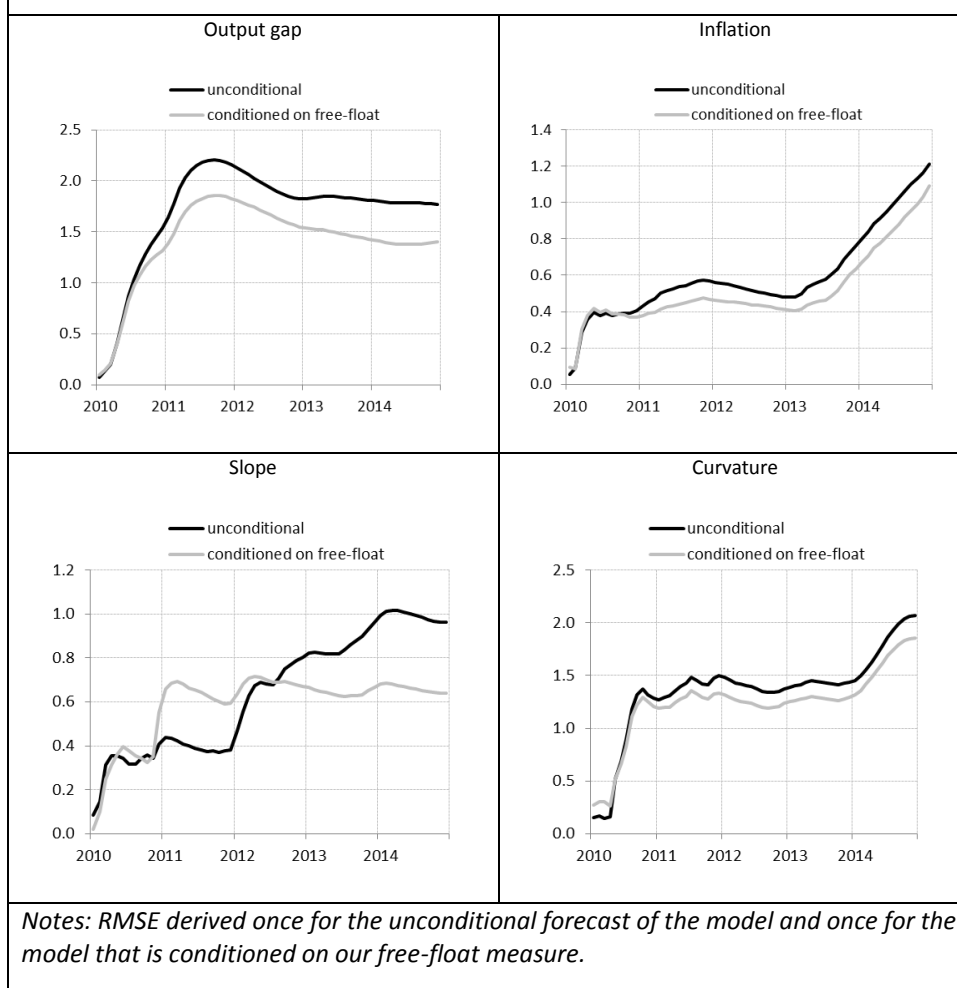 Output gap
unconditional
conditioned on free-float
2.5
2.0
1.5
1.0
0.5
0.0
2010 2011 2012 2013 2014
Inflation
unconditional
conditioned on free-float
1.4
1.2
1.0
0.8
0.6
0.4
0.2
0.0
2010 2011 2012 2013 2014
Slope
unconditional
conditioned on free-float
1.2
1.0
0.8
0.6
0.4
0.2
0.0
2010 2011 2012 2013 2014
Curvature
unconditional
conditioned on free-float
2.5
2.0
1.5
1.0
0.5
0.0
2010 2011 2012 2013 2014
Notes: RMSE derived once for the unconditional forecast of the model and once for the
model that is conditioned on our free-float measure.